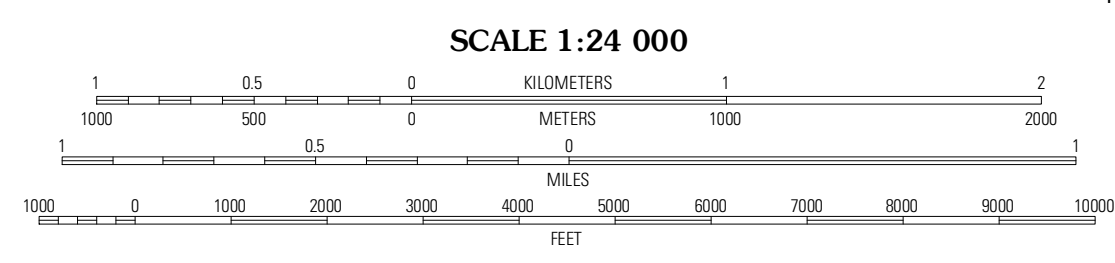 SCALE 1:24 000
1 0.5 0 KILOMETERS 1 2
1000 500 0 METERS 1000 2000
1 0.5 0 1
MILES
1000 0 1000 2000 3000 4000 5000 6000 7000 8000 9000 10000
FEET